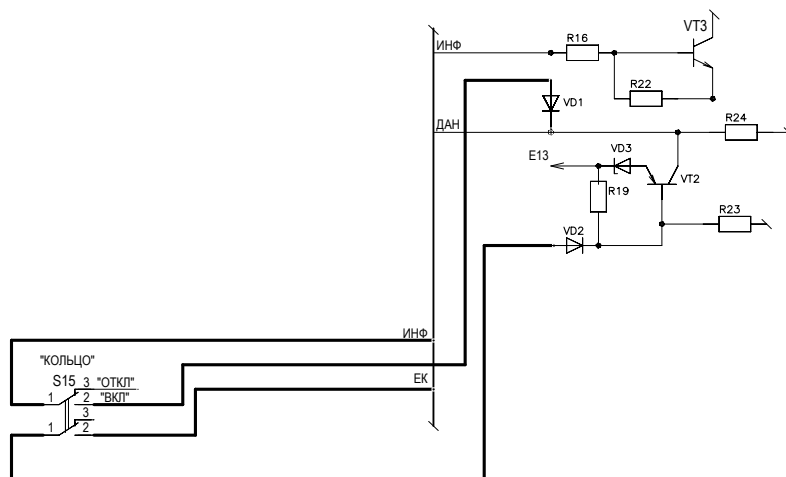 VT3
ИНФ
R16
R22
VD1
ДАН
R24
E13
VD3
R19
VT2
R23
VD2
ИНФ
"КОЛЬЦО"
S15
3 "ОТКЛ"
ЕК
1 2 "ВКЛ"
3
1 2